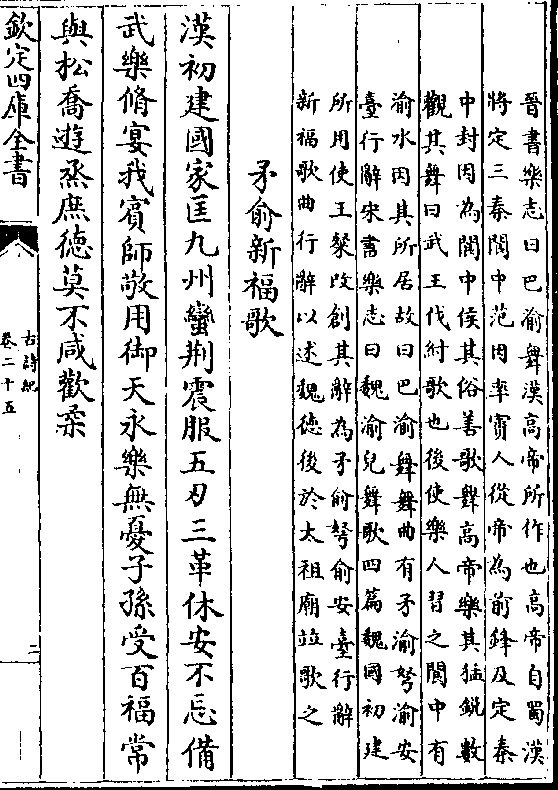 晉書樂志曰巴渝舞漢高帝所作也高帝自蜀漢
將定三秦閬中范因率賨人從帝為前鋒及定秦
中封因為閬中侯其俗善歌舞高帝樂其猛銳數
觀其舞曰武王伐紂歌也後使樂人習之閬中有
渝水因其所居故曰巴渝舞舞曲有矛渝弩渝安
臺行辭宋書樂志曰魏渝兒舞歌四篇魏國初建
所用使王粲改創其辭為矛俞弩俞安臺行辭
新福歌曲行辭以述魏德後於太祖廟竝歌之
矛俞新福歌
漢初建國家匡九州蠻荆震服五刃三革休安不忘備
武樂脩宴我賓師敬用御天永樂無憂子孫受百福常
與松喬遊烝庶德莫不咸歡柔
欽定四庫全書
古詩紀
卷二十五
二